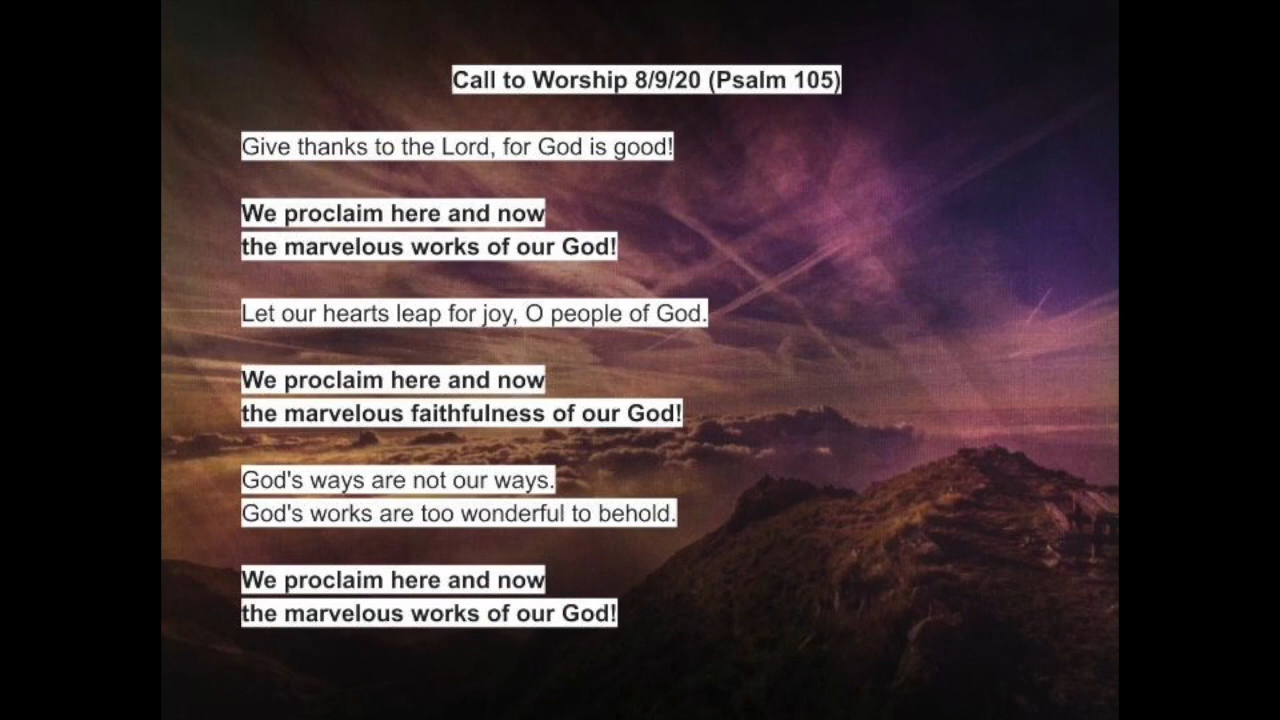 Call to Worship 8/9/20 (Psalm 105)
Give thanks to the Lord, for God is good!
We proclaim here and now
the marvelous works of our God!
Let our hearts leap for joy, O people of God.
We proclaim here and now
the marvelous faithfulness of our God!
God's ways are not our ways.
God's works are too wonderful to behold.
We proclaim here and now
the marvelous works of our God!